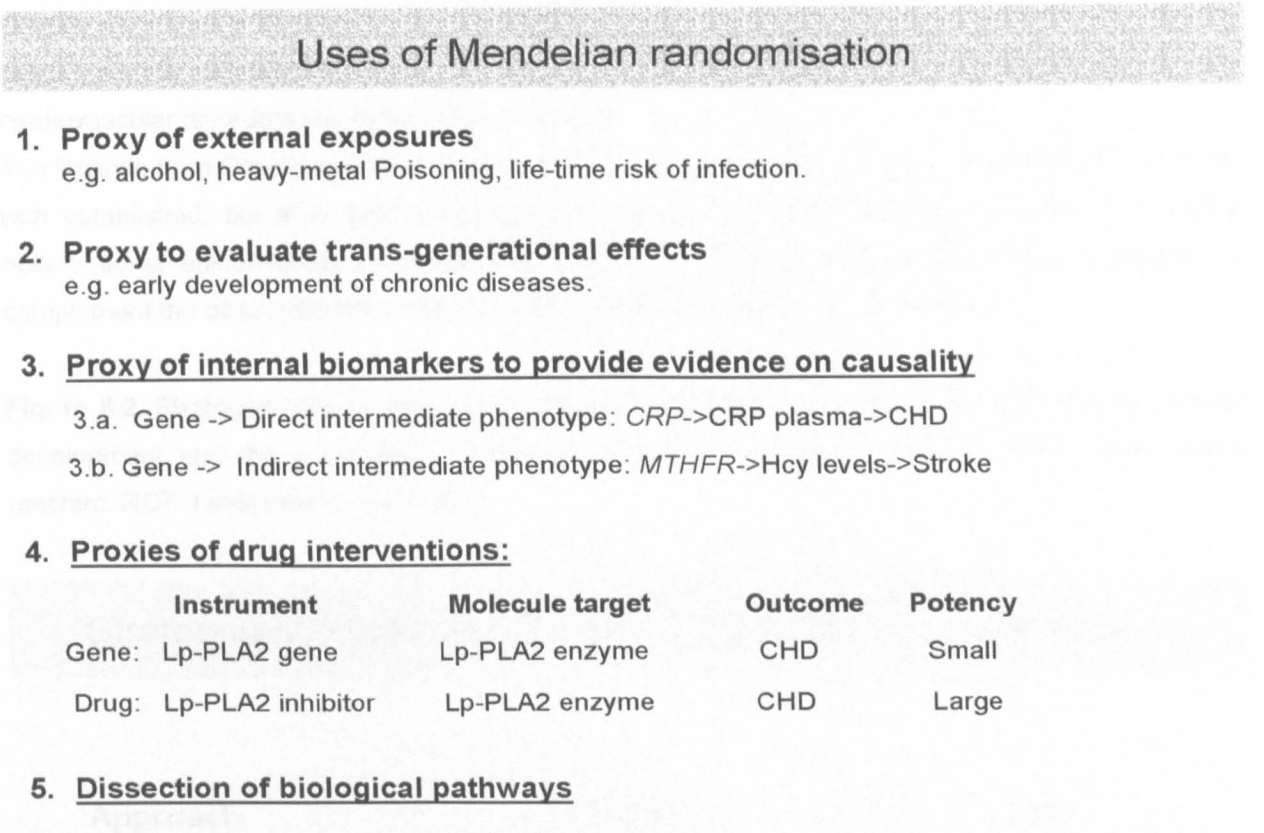 Uses of Mendelian randomisation
1. Proxy of external exposures
e.g. alcohol, heavy-metal Poisoning, life-time risk of infection.
2. Proxy to evaluate trans-generational effects
e.g. early development of chronic diseases.
3. Proxy of internal biomarkers to provide evidence on causality
3.a. Gene -> Direct intermediate phenotype: CRP->CRP plasma->CHD
3.b. Gene -> Indirect intermediate phenotype: MTHFR->Hcy levels->Stroke
4. Proxies of drug interventions:
Instrument Molecule target Outcome Potency
Gene: Lp-PLA2 gene Lp-PLA2 enzyme CHD Small
Drug: Lp-PLA2 inhibitor Lp-PLA2 enzyme CHD Large
5. Dissection of biological pathways